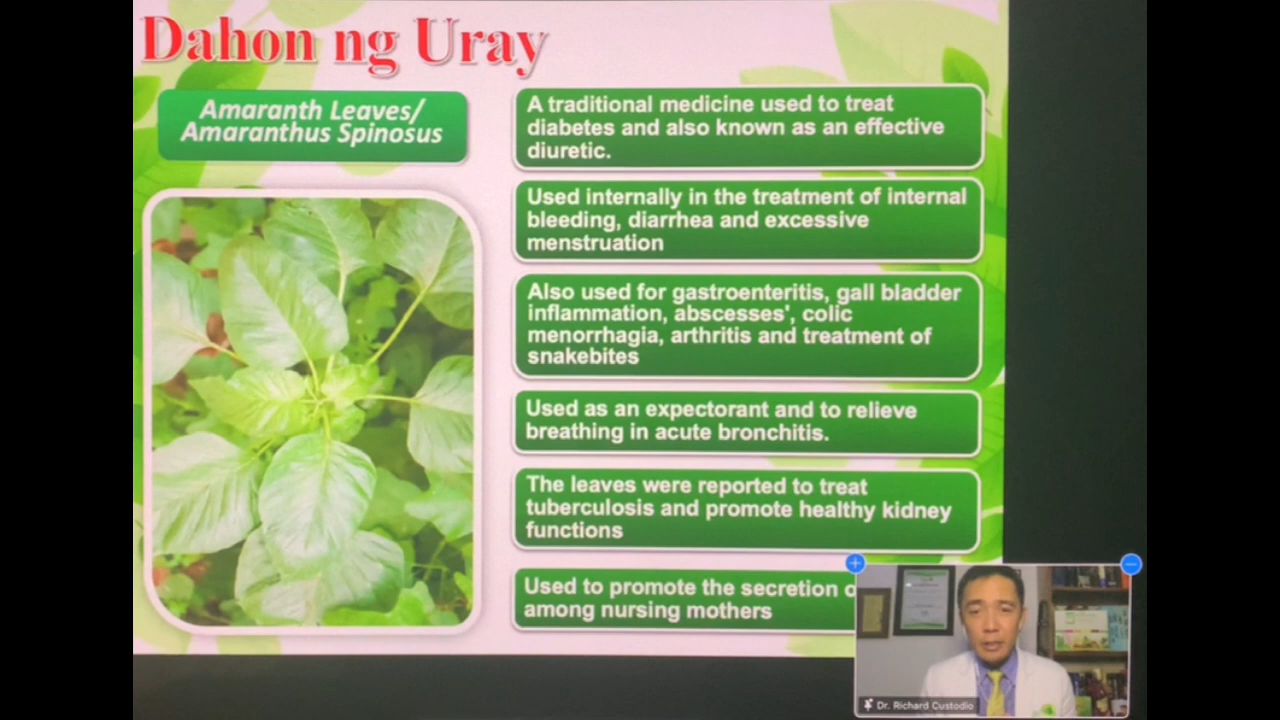 Dahon ng Uray
Amaranth Leaves/
Amaranthus Spinosus
A traditional medicine used to treat
diabetes and also known as an effective
diuretic.
Used internally in the treatment of internal
bleeding, diarrhea and excessive
menstruation
Also used for gastroenteritis, gall bladder
inflammation, abscesses', colic
menorrhagia, arthritis and treatment of
snakebites
Used as an expectorant and to relieve
breathing in acute bronchitis.
The leaves were reported to treat
tuberculosis and promote healthy kidney
functions
Used to promote the secretion
among nursing mothers
Dr. Richard Custodio